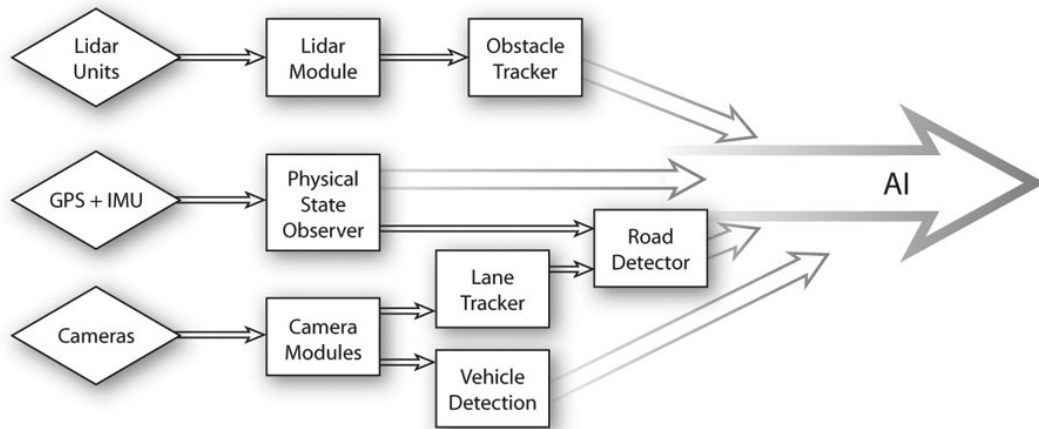 Lidar
Units
Lidar
Module
Obstacle
Tracker
GPS + IMU
Physical
State
Observer
AI
Road
Detector
Lane
Tracker
Cameras
Camera
Modules
Vehicle
Detection